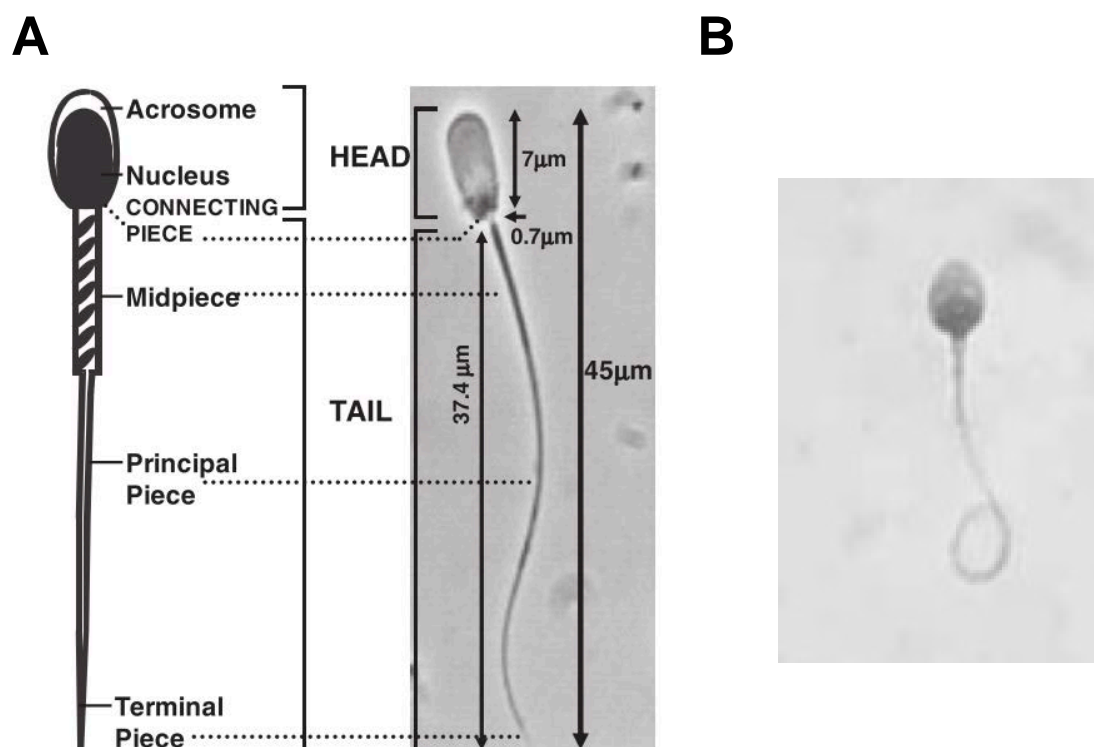 A
B
Acrosome
HEAD
7μm
Nucleus
CONNECTING
PIECE
0.7μm
Midpiece
37.4 μm
45μm
TAIL
Principal
Piece
Terminal
Piece